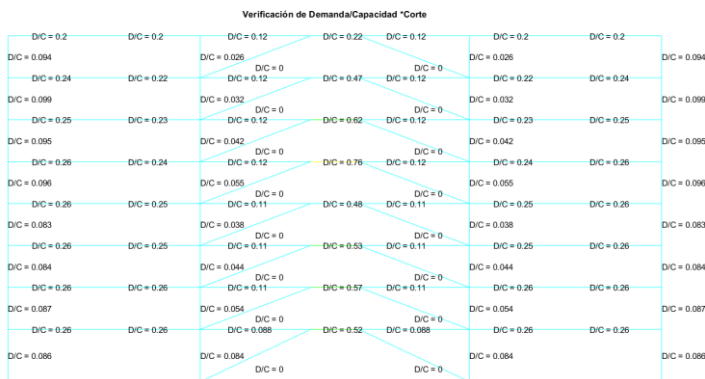 Verificación de Demanda/Capacidad *Corte
D/C = 0.2 D/C = 0.2 D/C = 0.12 D/C = 0.22 D/C = 0.12 D/C = 0.2 D/C = 0.2
D/C = 0.094 D/C = 0.026 D/C = 0.026 D/C = 0.094
D/C = 0 D/C = 0
D/C = 0.24 D/C = 0.22 D/C = 0.12 D/C = 0.47 D/C = 0.12 D/C = 0.22 D/C = 0.24
D/C = 0.099 D/C = 0.032 D/C = 0.032 D/C = 0.099
D/C = 0 D/C = 0
D/C = 0.25 D/C = 0.23 D/C = 0.12 D/C = 0.62 D/C = 0.12 D/C = 0.23 D/C = 0.25
D/C = 0.095 D/C = 0.042 D/C = 0.042 D/C = 0.095
D/C = 0 D/C = 0
D/C = 0.26 D/C = 0.24 D/C = 0.12 D/C = 0.76 D/C = 0.12 D/C = 0.24 D/C = 0.26
D/C = 0.096 D/C = 0.055 D/C = 0.055 D/C = 0.096
D/C = 0 D/C = 0
D/C = 0.26 D/C = 0.25 D/C = 0.11 D/C = 0.48 D/C = 0.11 D/C = 0.25 D/C = 0.26
D/C = 0.083 D/C = 0.038 D/C = 0.038 D/C = 0.083
D/C = 0 D/C = 0
D/C = 0.26 D/C = 0.25 D/C = 0.11 D/C = 0.53 D/C = 0.11 D/C = 0.25 D/C = 0.26
D/C = 0.084 D/C = 0.044 D/C = 0.044 D/C = 0.084
D/C = 0 D/C = 0
D/C = 0.26 D/C = 0.26 D/C = 0.11 D/C = 0.57 D/C = 0.11 D/C = 0.26 D/C = 0.26
D/C = 0.087 D/C = 0.054 D/C = 0.054 D/C = 0.087
D/C = 0 D/C = 0
D/C = 0.26 D/C = 0.26 D/C = 0.088 D/C = 0.52 D/C = 0.088 D/C = 0.26 D/C = 0.26
D/C = 0.086 D/C = 0.084 D/C = 0.084 D/C = 0.086
D/C = 0 D/C = 0